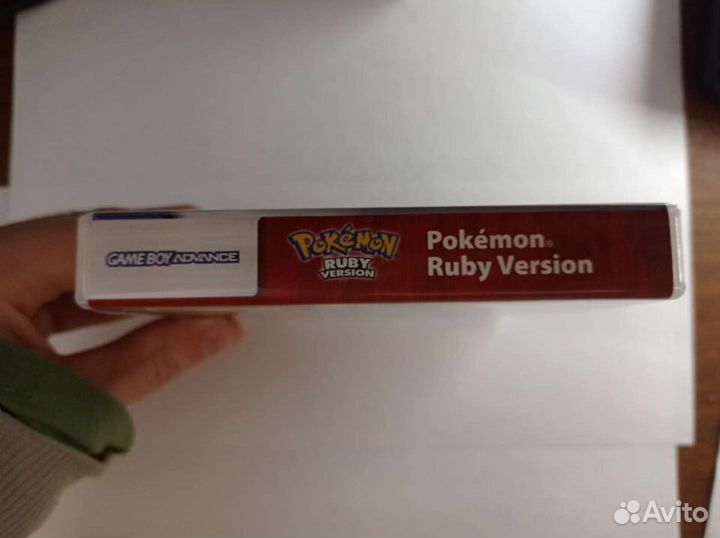 GAME BOY ADVANCE
POKéMON
RUBY
VERSION
Pokémon®
Ruby Version
Avito